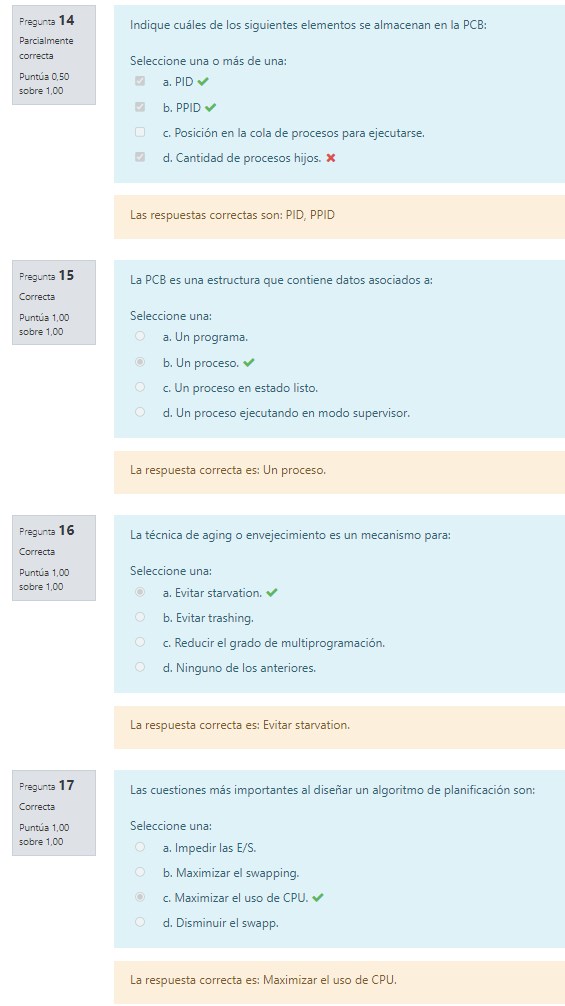 Pregunta 14
Parcialmente
correcta
Puntúa 0,50
sobre 1,00
Indique cuáles de los siguientes elementos se almacenan en la PCB:
Seleccione una o más de una:
a. PID
b. PPID
c. Posición en la cola de procesos para ejecutarse.
d. Cantidad de procesos hijos.
Las respuestas correctas son: PID, PPID
Pregunta 15
Correcta
Puntúa 1,00
sobre 1,00
La PCB es una estructura que contiene datos asociados a:
Seleccione una:
a. Un programa.
b. Un proceso.
c. Un proceso en estado listo.
d. Un proceso ejecutando en modo supervisor.
La respuesta correcta es: Un proceso.
Pregunta 16
Correcta
Puntúa 1,00
sobre 1,00
La técnica de aging o envejecimiento es un mecanismo para:
Seleccione una:
a. Evitar starvation.
b. Evitar trashing.
c. Reducir el grado de multiprogramación.
d. Ninguno de los anteriores.
La respuesta correcta es: Evitar starvation.
Pregunta 17
Correcta
Puntúa 1,00
sobre 1,00
Las cuestiones más importantes al diseñar un algoritmo de planificación son:
Seleccione una:
a. Impedir las E/S.
b. Maximizar el swapping.
c. Maximizar el uso de CPU.
d. Disminuir el swapp.
La respuesta correcta es: Maximizar el uso de CPU.